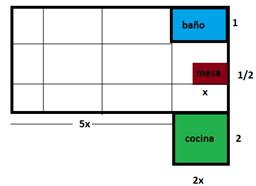 baño 1
mesa 1/2
x
5x
cocina 2
2x